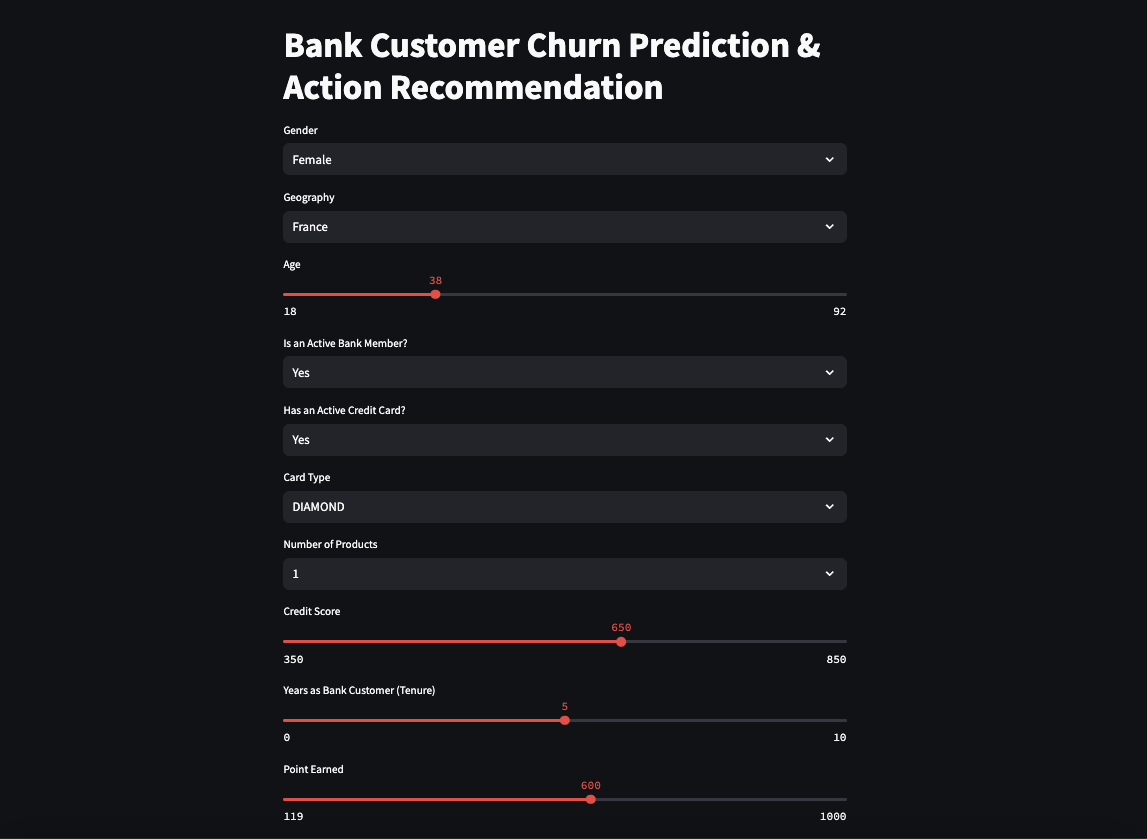 Bank Customer Churn Prediction &
Action Recommendation
Gender
Female
Geography
France
Age
38
18 92
Is an Active Bank Member?
Yes
Has an Active Credit Card?
Yes
Card Type
DIAMOND
Number of Products
1
Credit Score
650
350 850
Years as Bank Customer (Tenure)
5
0 10
Point Earned
600
119 1000